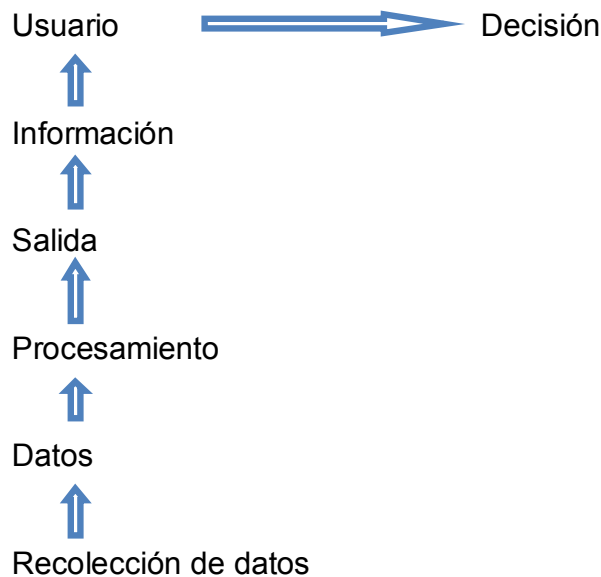 Usuario Decisión
Información
Salida
Procesamiento
Datos
Recolección de datos